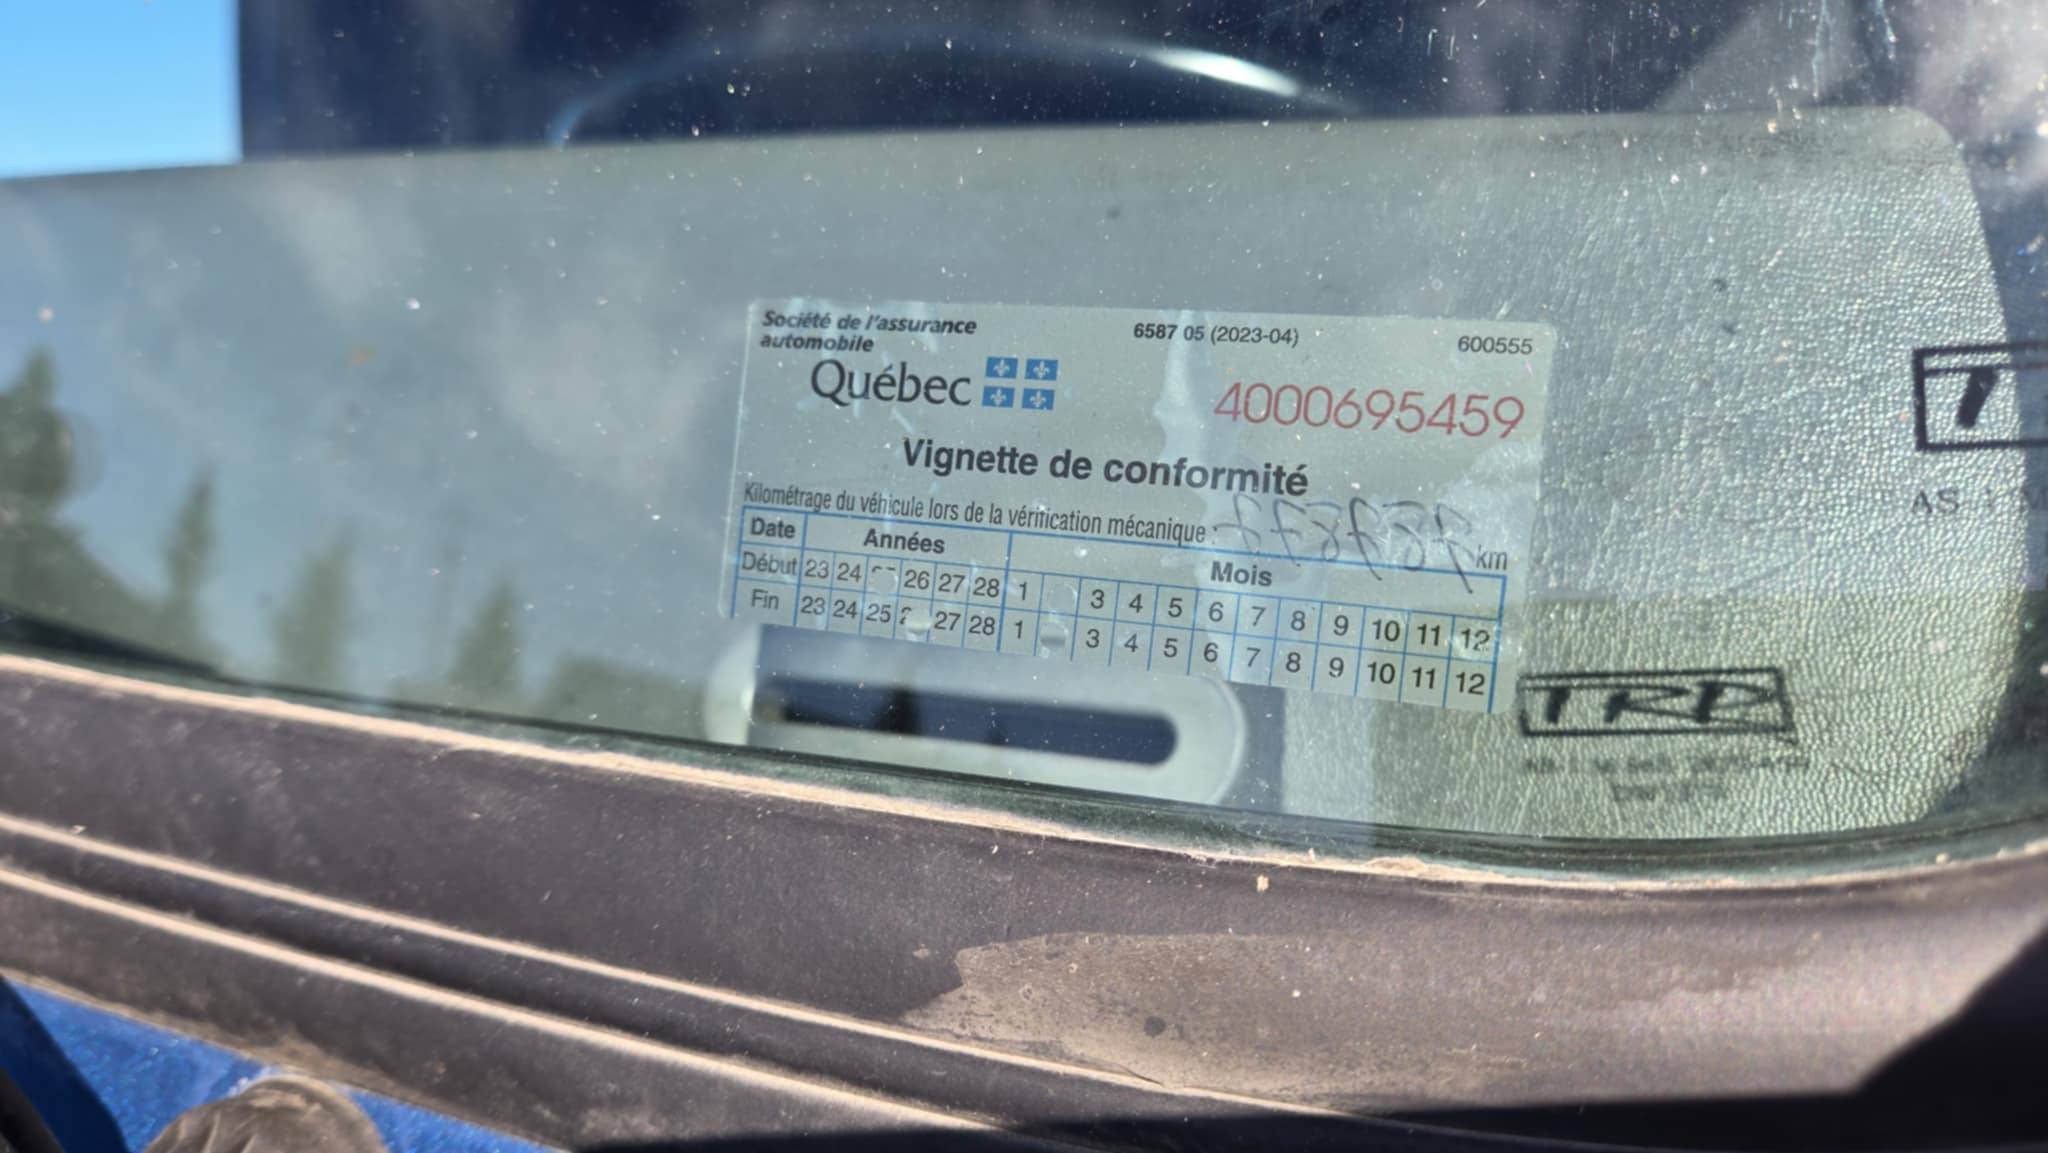 Société de l'assurance
automobile
Québec
6587 05 (2023-04)
600555
4000695459
Vignette de conformité
Kilométrage du véhicule lors de la vérification mécanique : km
Date Années Mois
Début 23 24 26 27 28 1 3 4 5 6 7 8 9 10 11 12
Fin 23 24 25 27 28 1 3 4 5 6 7 8 9 10 11 12
TRP
AS